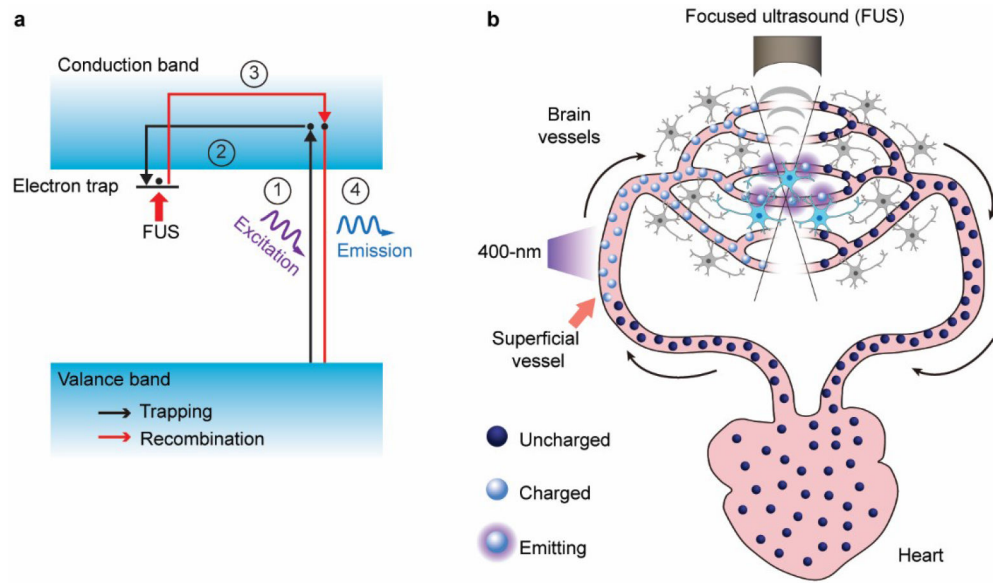 a
Conduction band
③
②
Electron trap
FUS
①
Excitation
④
Emission
Valance band
Trapping
Recombination
b
Focused ultrasound (FUS)
Brain
vessels
400-nm
Superficial
vessel
Uncharged
Charged
Emitting
Heart